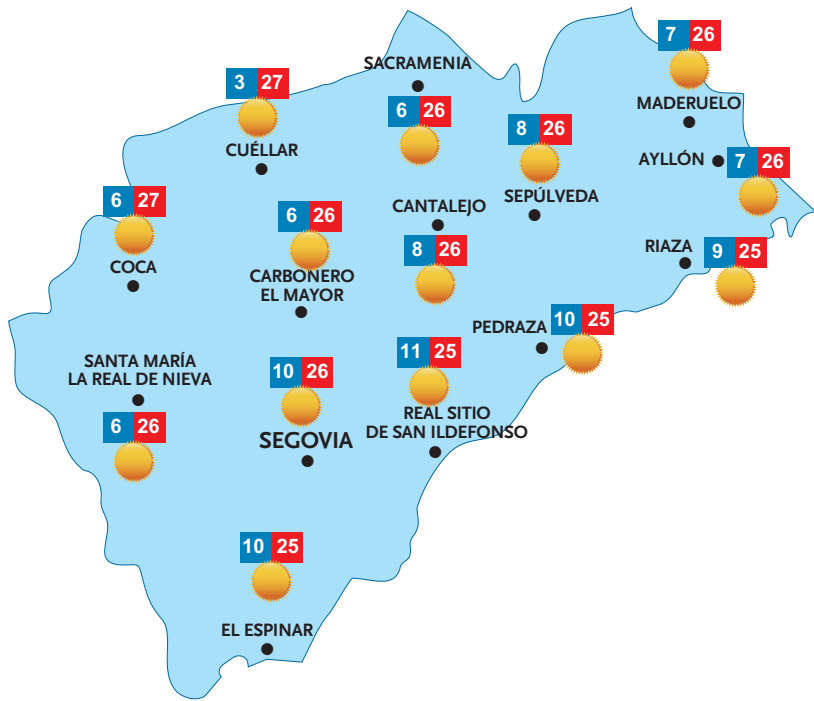 7 26
MADERUELO
SACRAMENIA
6 26
3 27
CUÉLLAR
8 26
SEPÚLVEDA
AYLLÓN
7 26
6 27
COCA
6 26
CARBONERO
EL MAYOR
CANTALEJO
8 26
RIAZA
9 25
PEDRAZA
10 25
SANTA MARÍA
LA REAL DE NIEVA
6 26
10 26
SEGOVIA
11 25
REAL SITIO
DE SAN ILDEFONSO
10 25
EL ESPINAR